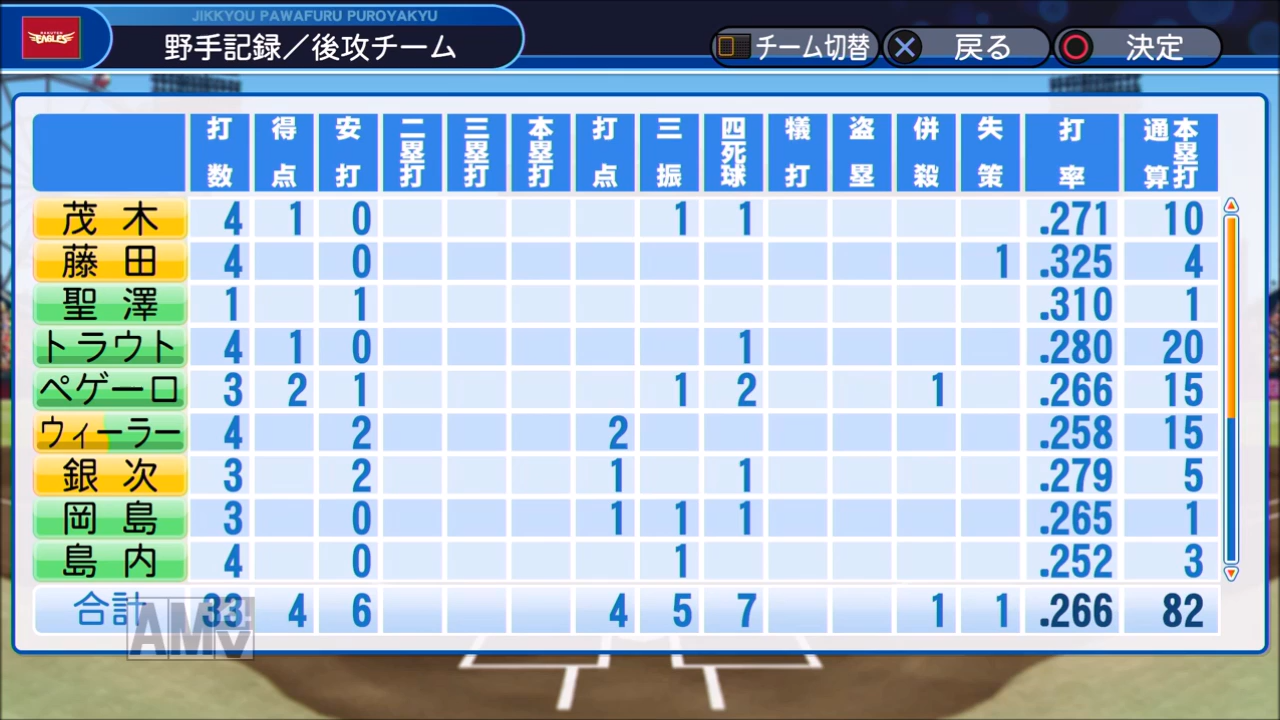 JIKKYOU PAWAFURU PUROYAKYU
RAKUTEN EAGLES
野手記録／後攻チーム
チーム切替 戻る 決定
打数 得点 安打 二塁打 三塁打 本塁打 打点 三振 四死球 犠打 盗塁 併殺 失策 打率 通算本塁打
茂木 4 1 0 1 1 .271 10
藤田 4 0 1 .325 4
聖澤 1 1 .310 1
トラウト 4 1 0 1 .280 20
ペゲーロ 3 2 1 1 2 1 .266 15
ウィーラー 4 2 2 .258 15
銀次 3 2 1 1 .279 5
岡島 3 0 1 1 1 .265 1
島内 4 0 1 .252 3
合計 33 4 6 4 5 7 1 1 .266 82